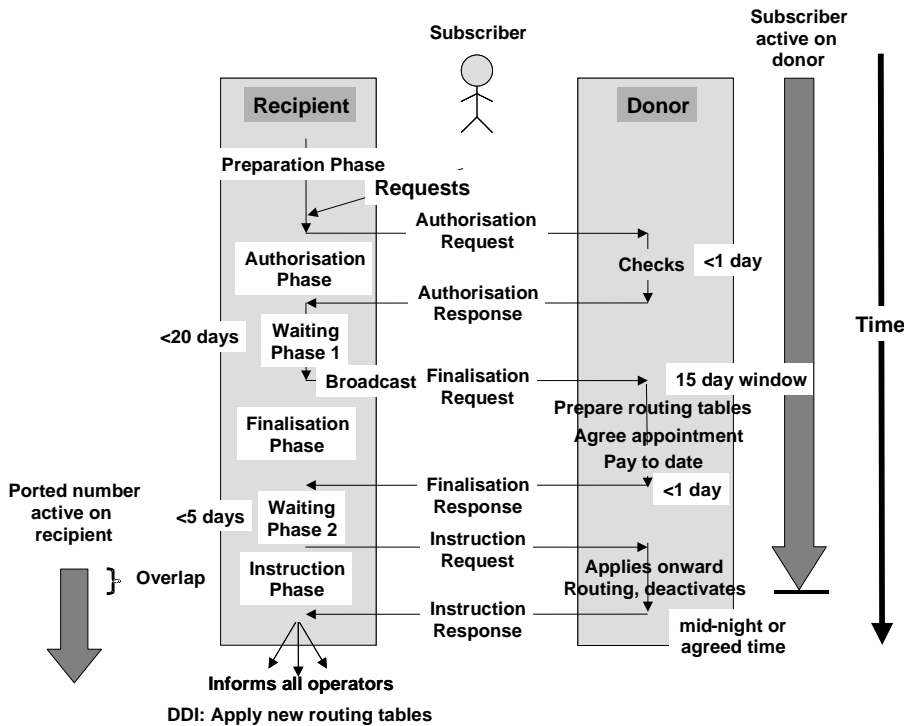 Subscriber
Subscriber
active on
donor
Recipient
Donor
Preparation Phase
Requests
Authorisation
Request
Authorisation
Phase
Checks
<1 day
Authorisation
Response
Time
<20 days
Waiting
Phase 1
Broadcast
Finalisation
Request
15 day window
Prepare routing tables
Finalisation
Phase
Agree appointment
Pay to date
Ported number
active on
recipient
Finalisation
Response
<1 day
<5 days
Waiting
Phase 2
Instruction
Request
Overlap
Instruction
Phase
Applies onward
Routing, deactivates
Instruction
Response
mid-night or
agreed time
Informs all operators
DDI: Apply new routing tables